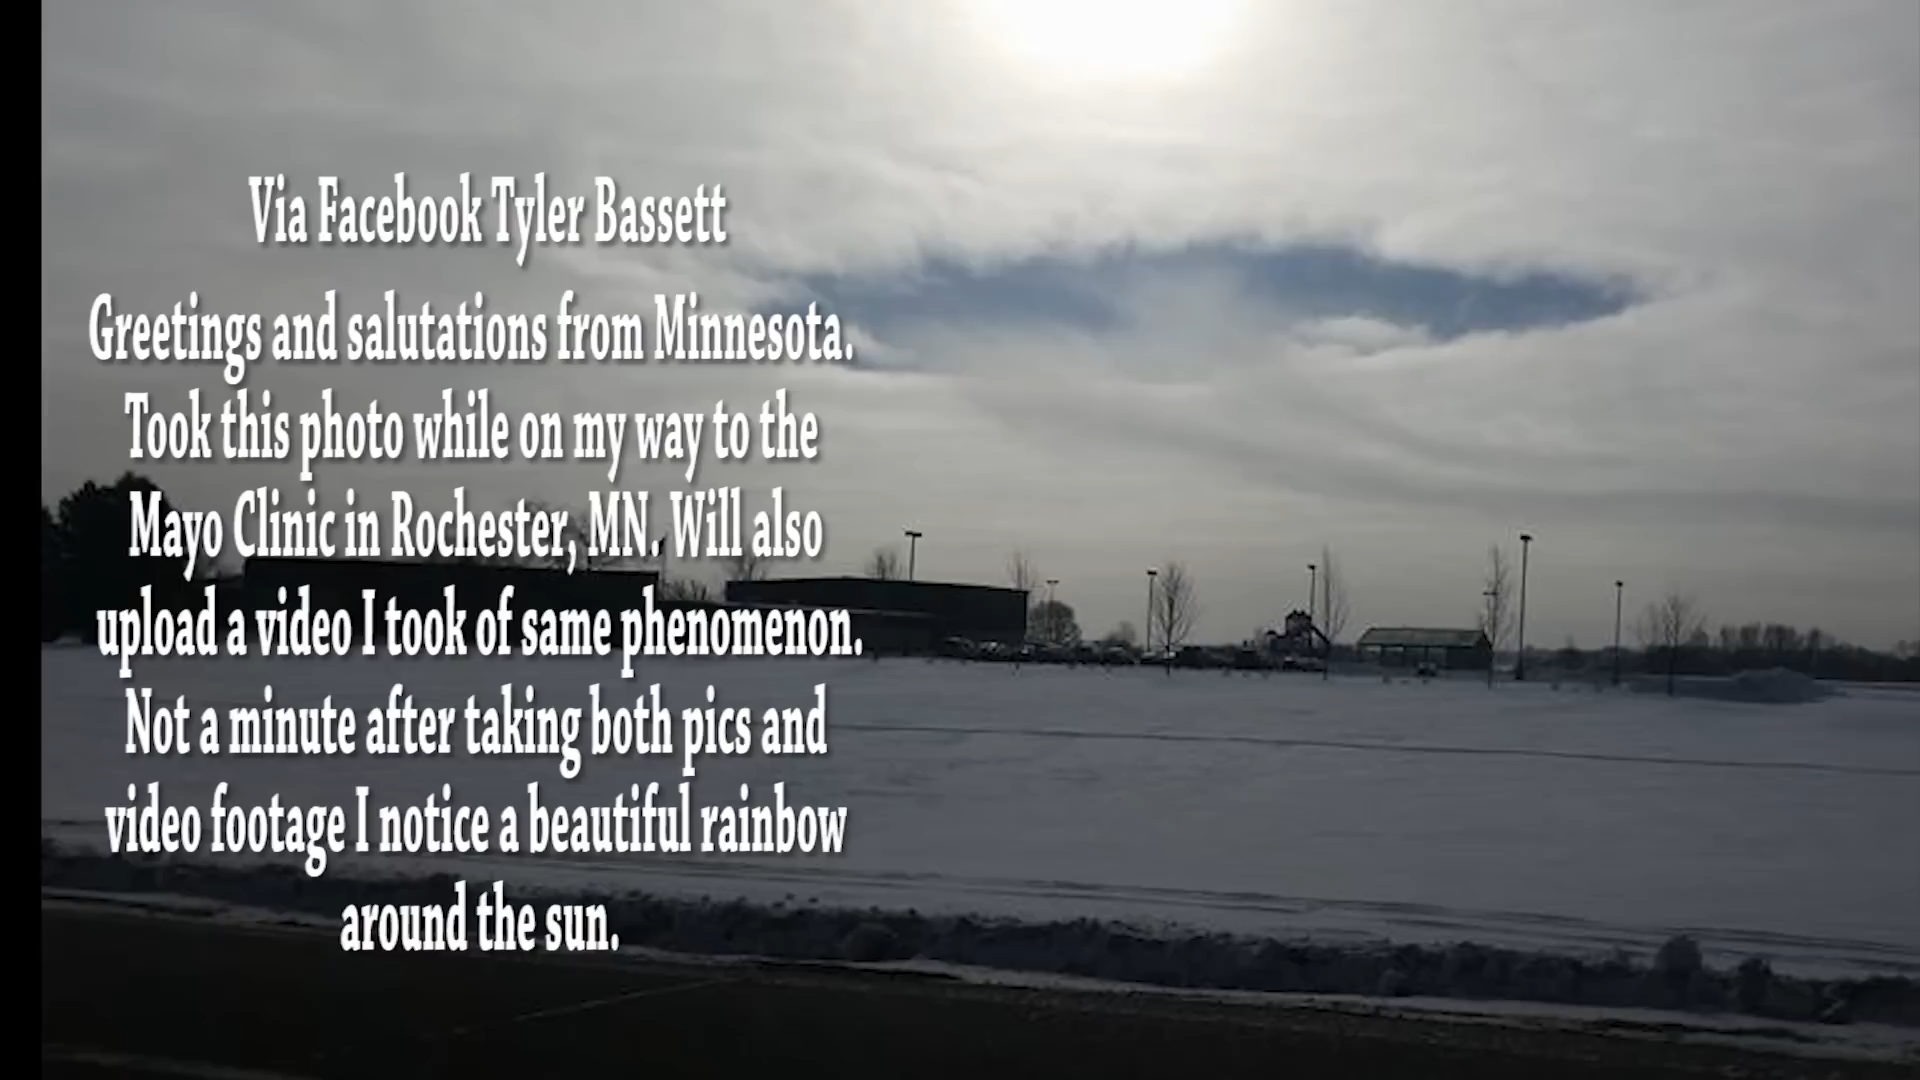 Via Facebook Tyler Bassett
Greetings and salutations from Minnesota.
Took this photo while on my way to the
Mayo Clinic in Rochester, MN. Will also
upload a video I took of same phenomenon.
Not a minute after taking both pics and
video footage I notice a beautiful rainbow
around the sun.